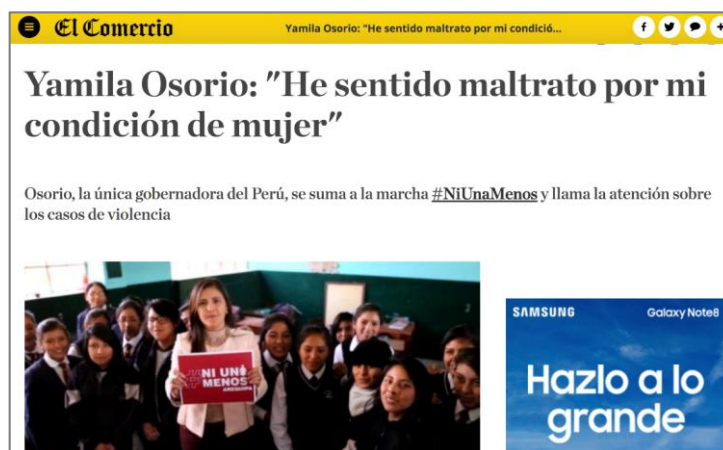 El Comercio
Yamila Osorio: "He sentido maltrato por mi condició...
Yamila Osorio: "He sentido maltrato por mi
condición de mujer"
Osorio, la única gobernadora del Perú, se suma a la marcha #NiUnaMenos y llama la atención sobre
los casos de violencia
#NI UNA
MENOS
AREQUIPA
SAMSUNG
Galaxy Note8
Hazlo a lo
grande